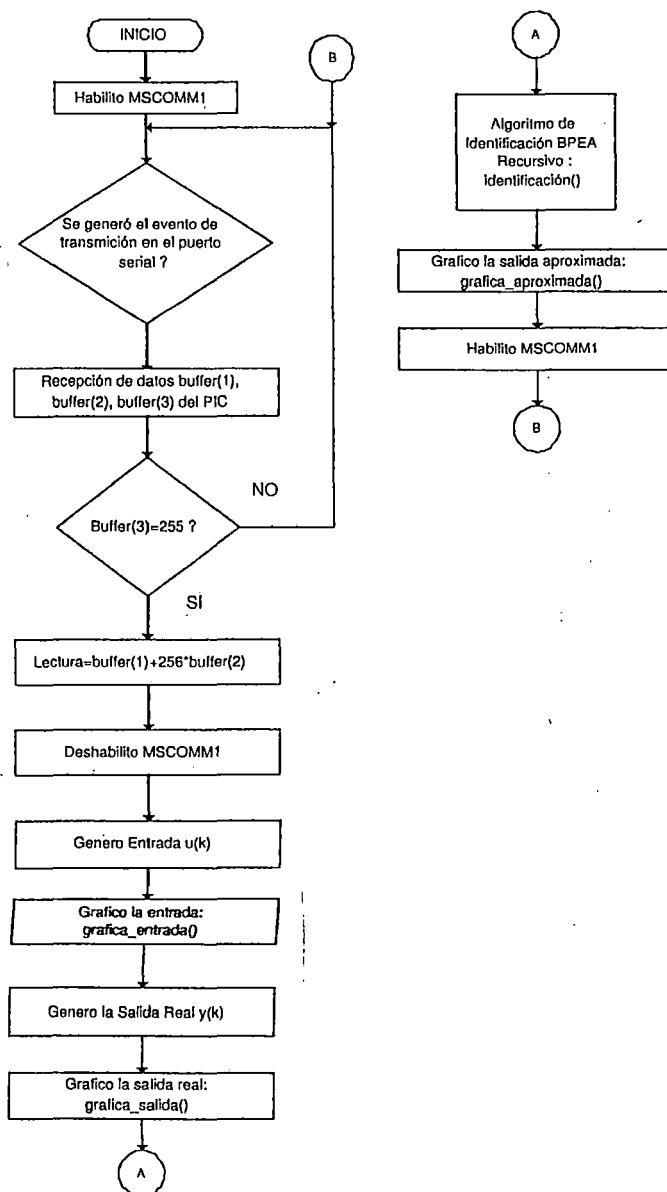 INICIO
Habilito MSCOMM1
Se generó el evento de
transmición en el puerto
serial ?
Recepción de datos buffer(1),
buffer(2), buffer(3) del PIC
Buffer(3)=255 ?
NO
SI
Lectura=buffer(1)+256*buffer(2)
Deshabilito MSCOMM1
Genero Entrada u(k)
Grafico la entrada:
grafica_entrada()
Genero la Salida Real y(k)
Grafico la salida real:
grafica_salida()
A
B
A
Algoritmo de
Identificación BPEA
Recursivo :
identificación()
Grafico la salida aproximada:
grafica_aproximada()
Habilito MSCOMM1
B